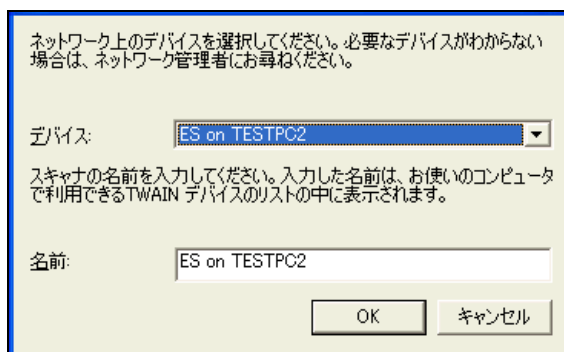 ネットワーク上のデバイスを選択してください。必要なデバイスがわからない
場合は、ネットワーク管理者にお尋ねください。
デバイス: ES on TESTPC2
スキャナの名前を入力してください。入力した名前は、お使いのコンピュータ
で利用できるTWAIN デバイスのリストの中に表示されます。
名前: ES on TESTPC2
OK キャンセル